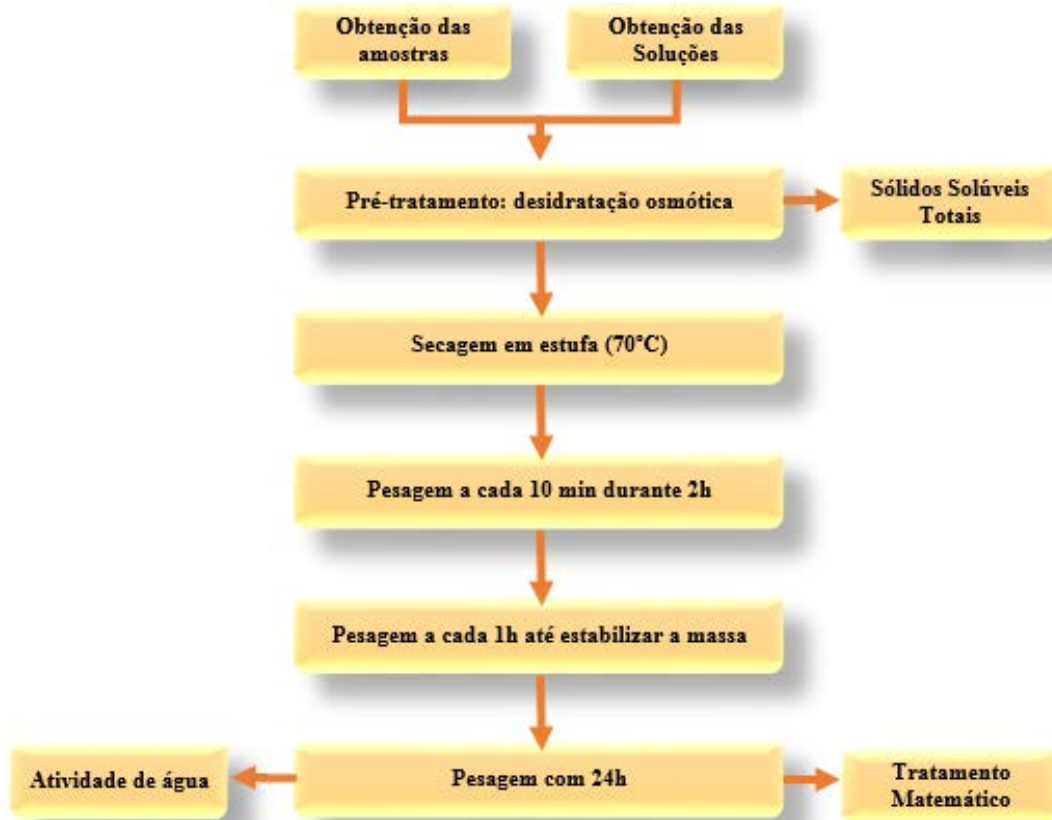 Obtenção das
amostras
Obtenção das
Soluções
Pré-tratamento: desidratação osmótica
Sólidos Solúveis
Totais
Secagem em estufa (70°C)
Pesagem a cada 10 min durante 2h
Pesagem a cada 1h até estabilizar a massa
Atividade de água
Pesagem com 24h
Tratamento
Matemático